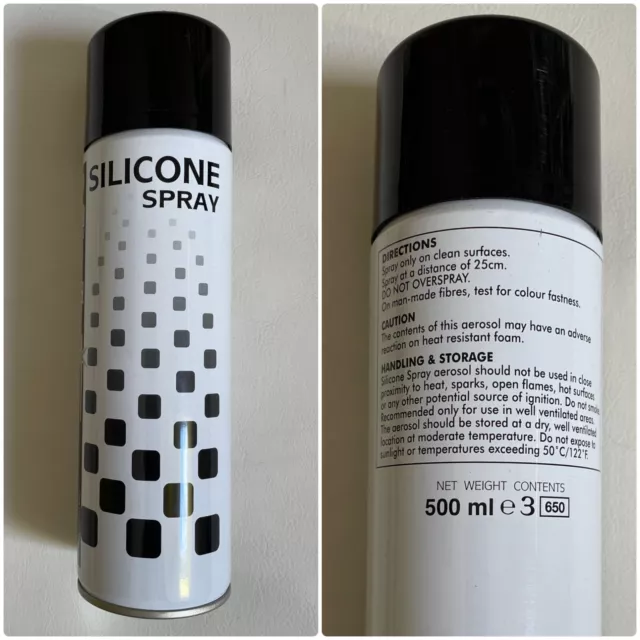 SILICONE
SPRAY
DIRECTIONS
Spray only on clean surfaces.
Spray at a distance of 25cm.
DO NOT OVERSPRAY.
On man-made fibres, test for colour fastness.
CAUTION
The contents of this aerosol may have an adverse
reaction on heat resistant foam.
HANDLING & STORAGE
Silicone Spray aerosol should not be used in close
proximity to heat, sparks, open flames, hot surfaces
or any other potential source of ignition. Do not smoke.
Recommended only for use in well ventilated areas.
The aerosol should be stored at a dry, well ventilated
location at moderate temperature. Do not expose to
sunlight or temperatures exceeding 50°C/122°F.
NET WEIGHT CONTENTS
500 ml e 3 650